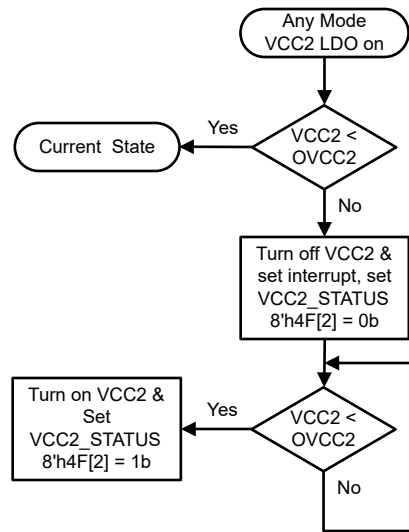 Any Mode
VCC2 LDO on
Yes
VCC2 <
OVCC2
Current State
No
Turn off VCC2 &
set interrupt, set
VCC2_STATUS
8'h4F[2] = 0b
Turn on VCC2 &
Set
VCC2_STATUS
8'h4F[2] = 1b
Yes
VCC2 <
OVCC2
No